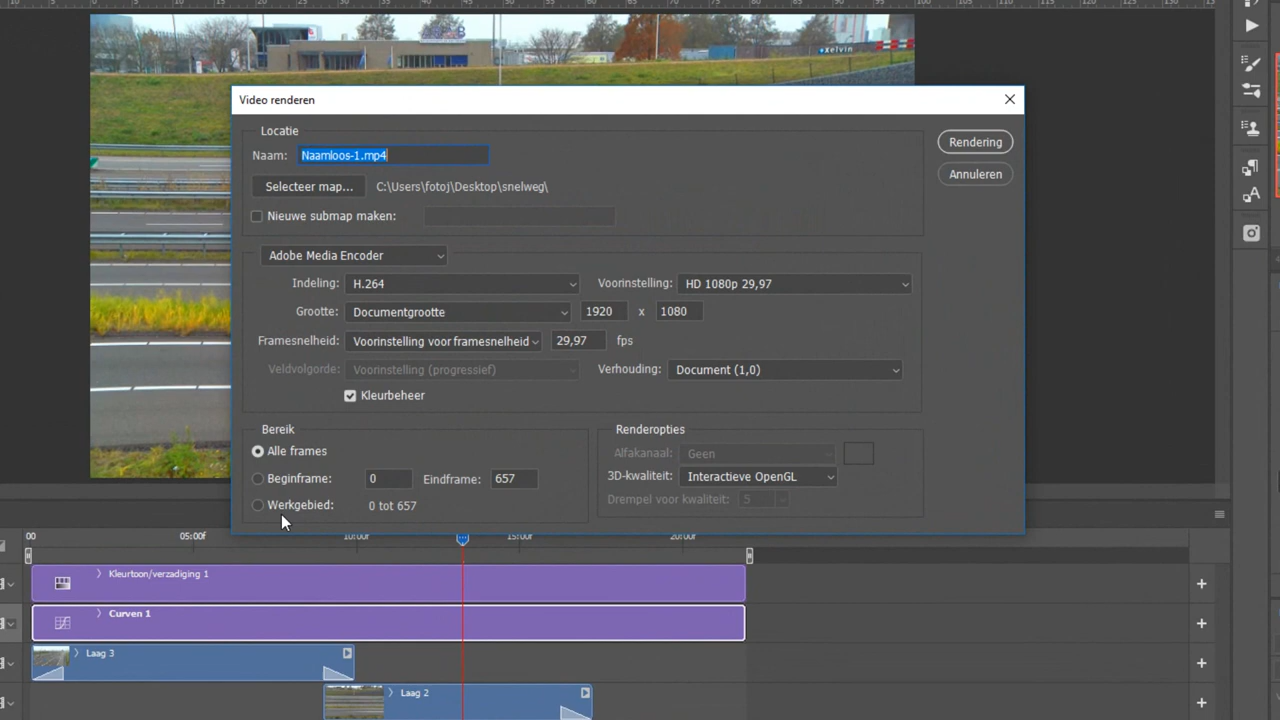 xelvin
Video renderen
Locatie
Naam: Naamloos-1.mp4
Selecteer map... C:\Users\fotoj\Desktop\snelweg\
Nieuwe submap maken:
Rendering
Annuleren
Adobe Media Encoder
Indeling: H.264 Voorinstelling: HD 1080p 29,97
Grootte: Documentgrootte 1920 x 1080
Framesnelheid: Voorinstelling voor framesnelheid 29,97 fps
Veldvolgorde: Voorinstelling (progressief) Verhouding: Document (1,0)
Kleurbeheer
Bereik
Alle frames
Beginframe: 0 Eindframe: 657
Werkgebied: 0 tot 657
Renderopties
Alfakanaal: Geen
3D-kwaliteit: Interactieve OpenGL
Drempel voor kwaliteit: 5
00 05:00f 10:00f 15:00f 20:00f
Kleurtoon/verzadiging 1
Curven 1
Laag 3
Laag 2